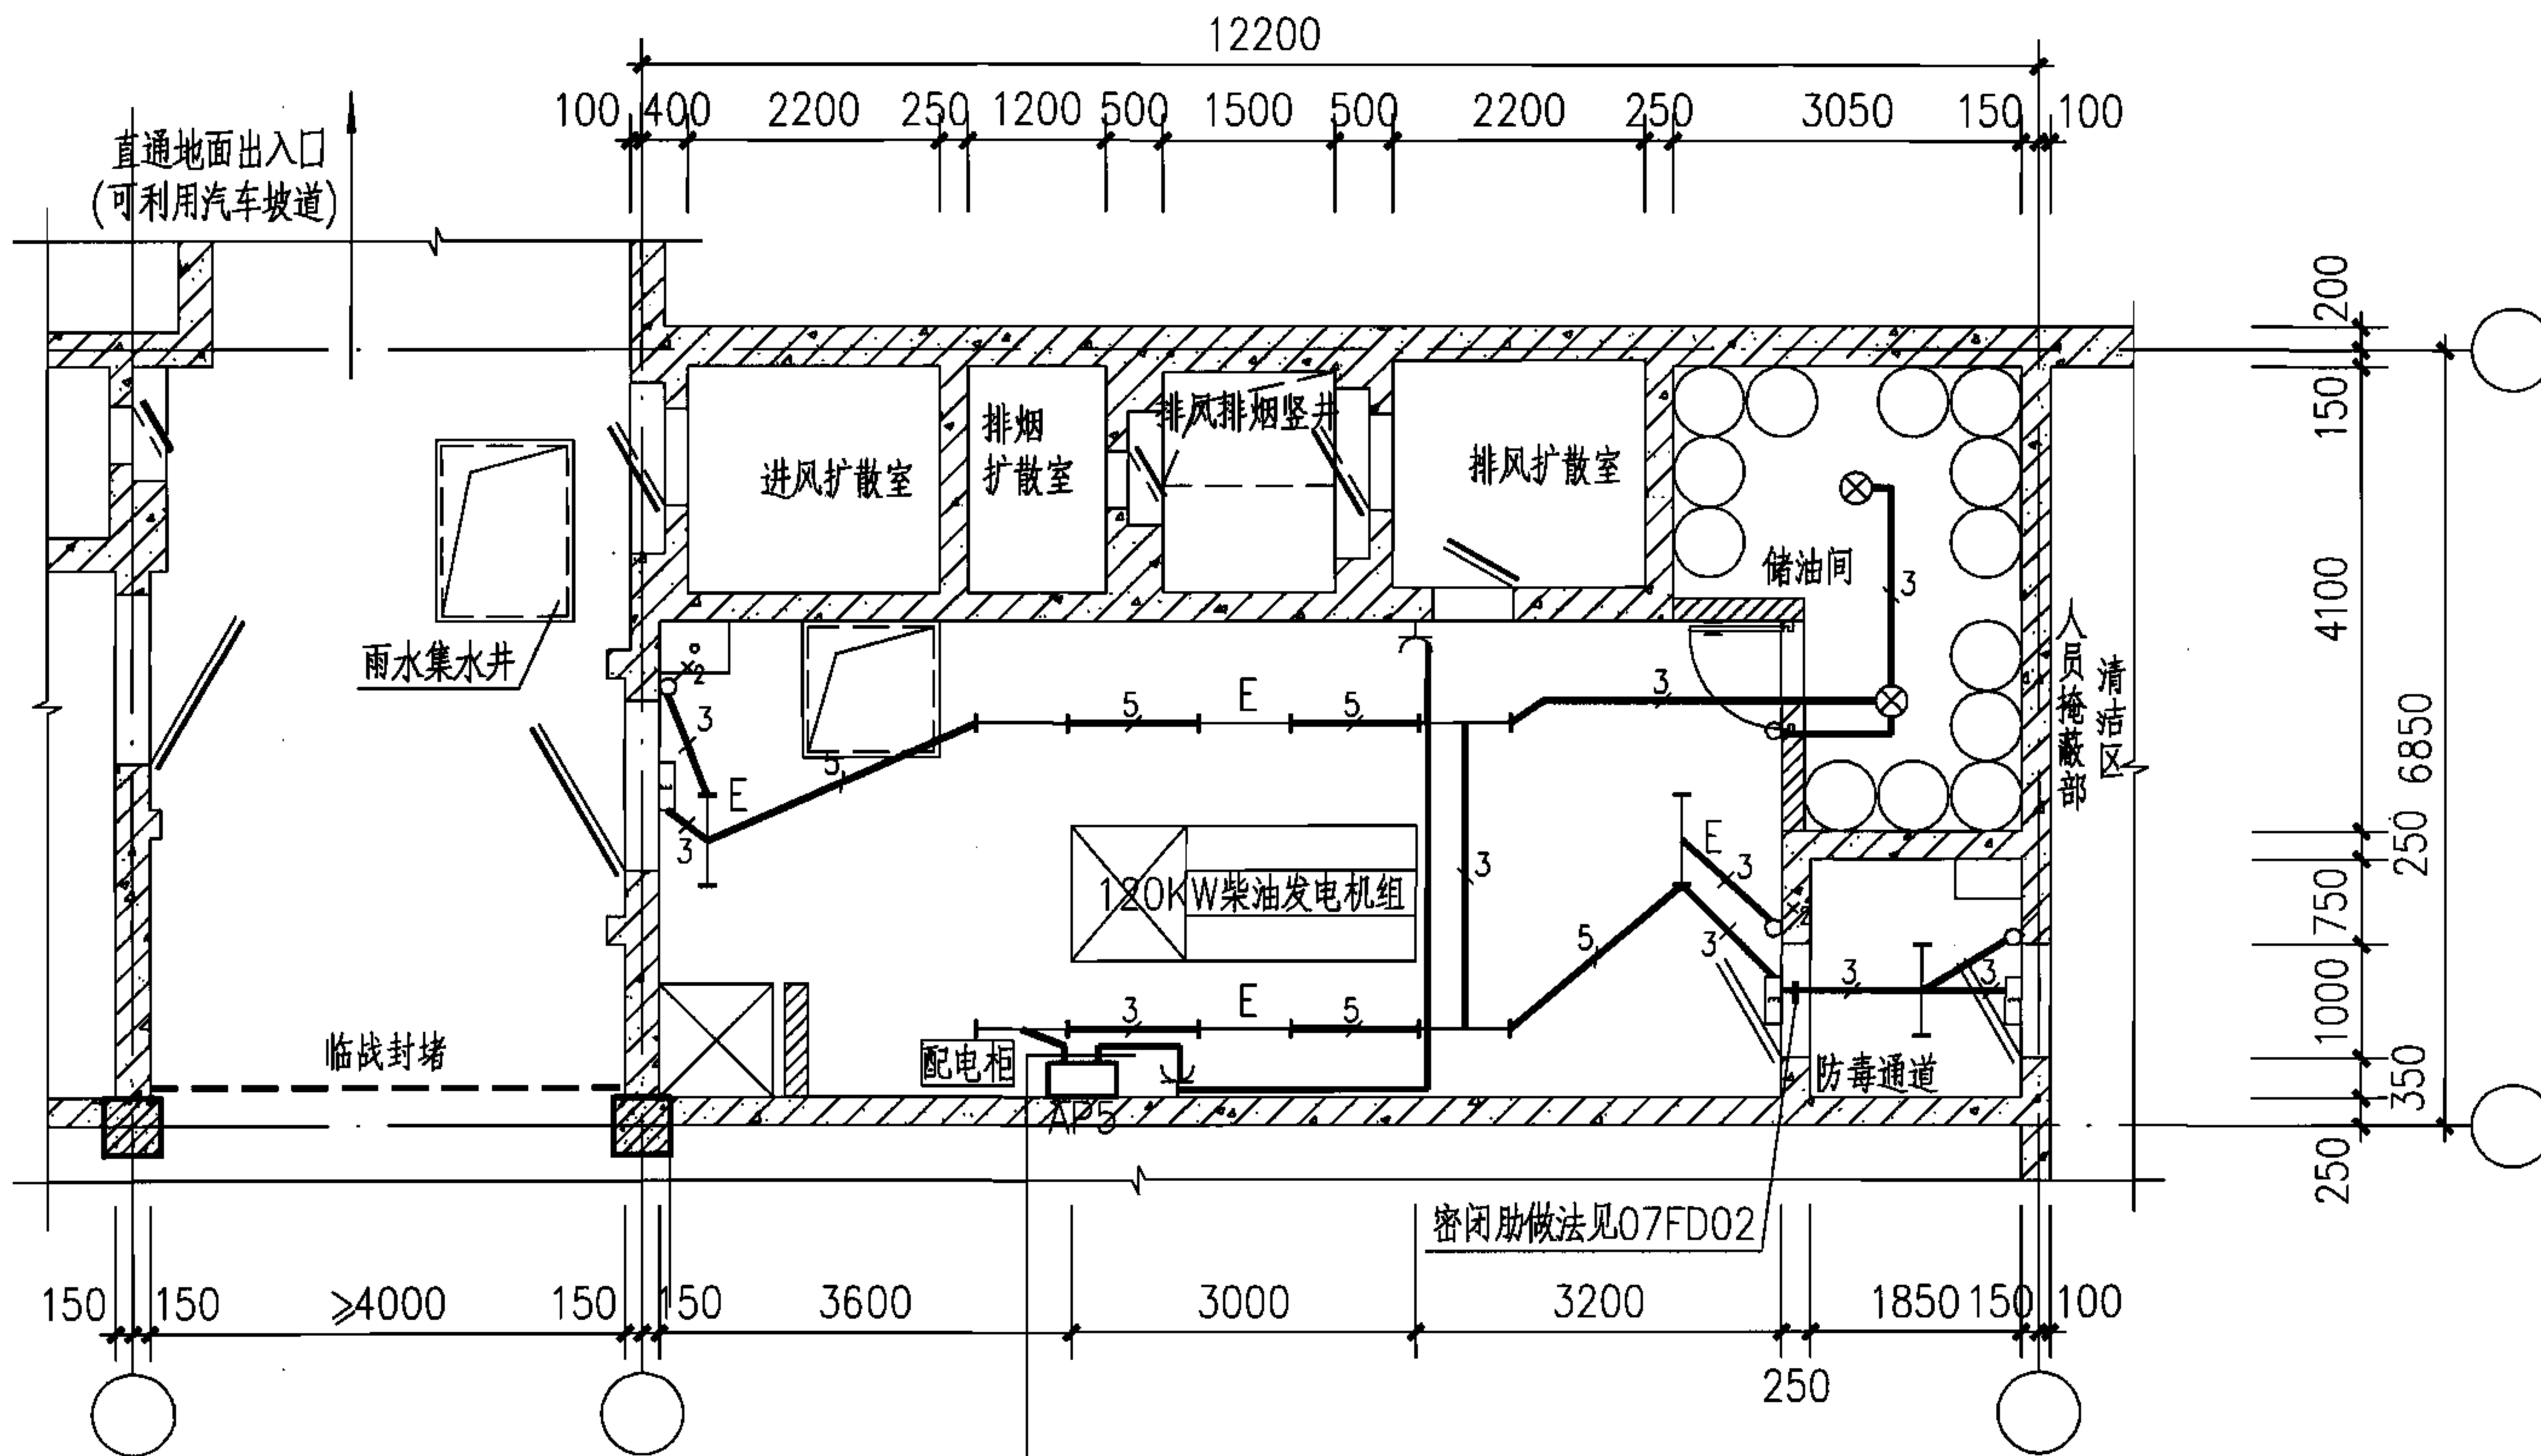 12200
100 400 2200 250 1200 500 1500 500 2200 250 3050 150 100
直通地面出入口
(可利用汽车坡道)
200
150
4100
6850
250
750
1000
350
250
进风扩散室
排烟
扩散室
排风排烟竖井
排风扩散室
储油间
3
雨水集水井
人员掩蔽部
清洁区
2
3
5
E
5
3
E
5
3
120KW柴油发电机组
3
E
3
2
3
5
3
3
3
E
5
临战封堵
配电柜
AP5
防毒通道
密闭肋做法见07FD02
150 150 ≥4000 150 150 3600 3000 3200 1850 150 100
250